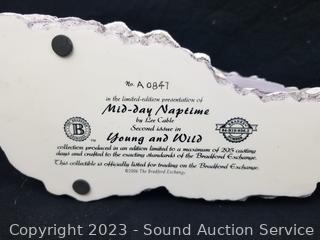 No. A0847
in the limited-edition presentation of
Mid-day Naptime
by Lee Cable
Second issue in
Young and Wild
collection produced in an edition limited to a maximum of 295 casting
days and crafted to the exacting standards of the Bradford Exchange.
This collectible is officially listed for trading on the Bradford Exchange.
©2006 The Bradford Exchange
B
Copyright 2023 - Sound Auction Service